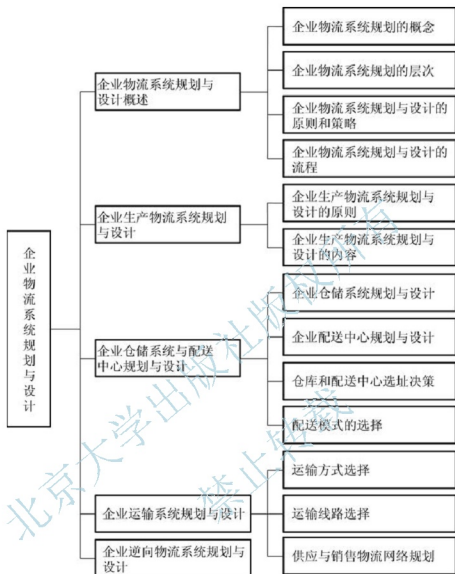 企业物流系统规划与设计
企业物流系统规划与
设计概述
企业物流系统规划的概念
企业物流系统规划的层次
企业物流系统规划与设计的
原则和策略
企业物流系统规划与设计的
流程
企业生产物流系统规划
与设计
企业生产物流系统规划与
设计的原则
企业生产物流系统规划与
设计的内容
企业仓储系统与配送
中心规划与设计
企业仓储系统规划与设计
企业配送中心规划与设计
仓库和配送中心选址决策
配送模式的选择
企业运输系统规划与设计
运输方式选择
运输线路选择
供应与销售物流网络规划
企业逆向物流系统规划与
设计
北京大学出版社版权所有
禁止转载